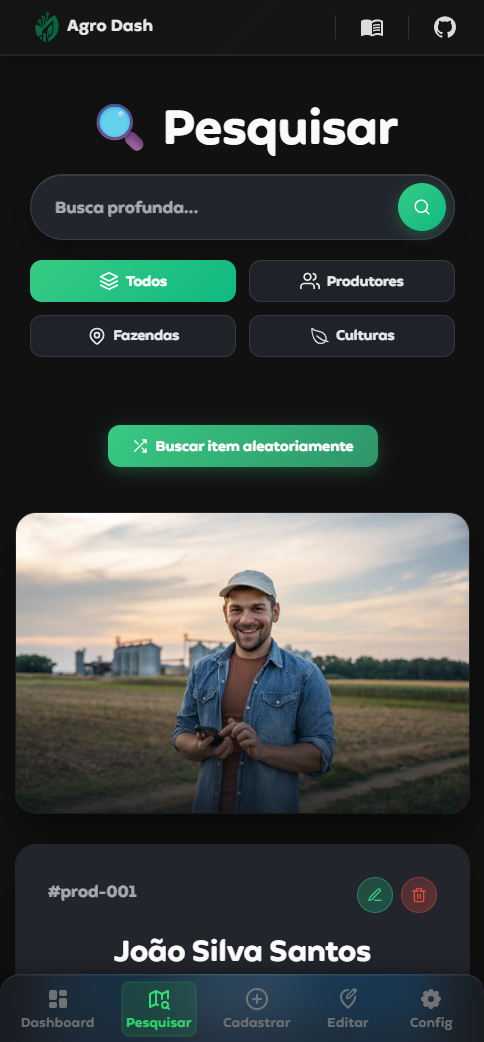 Agro Dash
Pesquisar
Busca profunda...
Todos
Produtores
Fazendas
Culturas
Buscar item aleatoriamente
#prod-001
João Silva Santos
Dashboard
Pesquisar
Cadastrar
Editar
Config